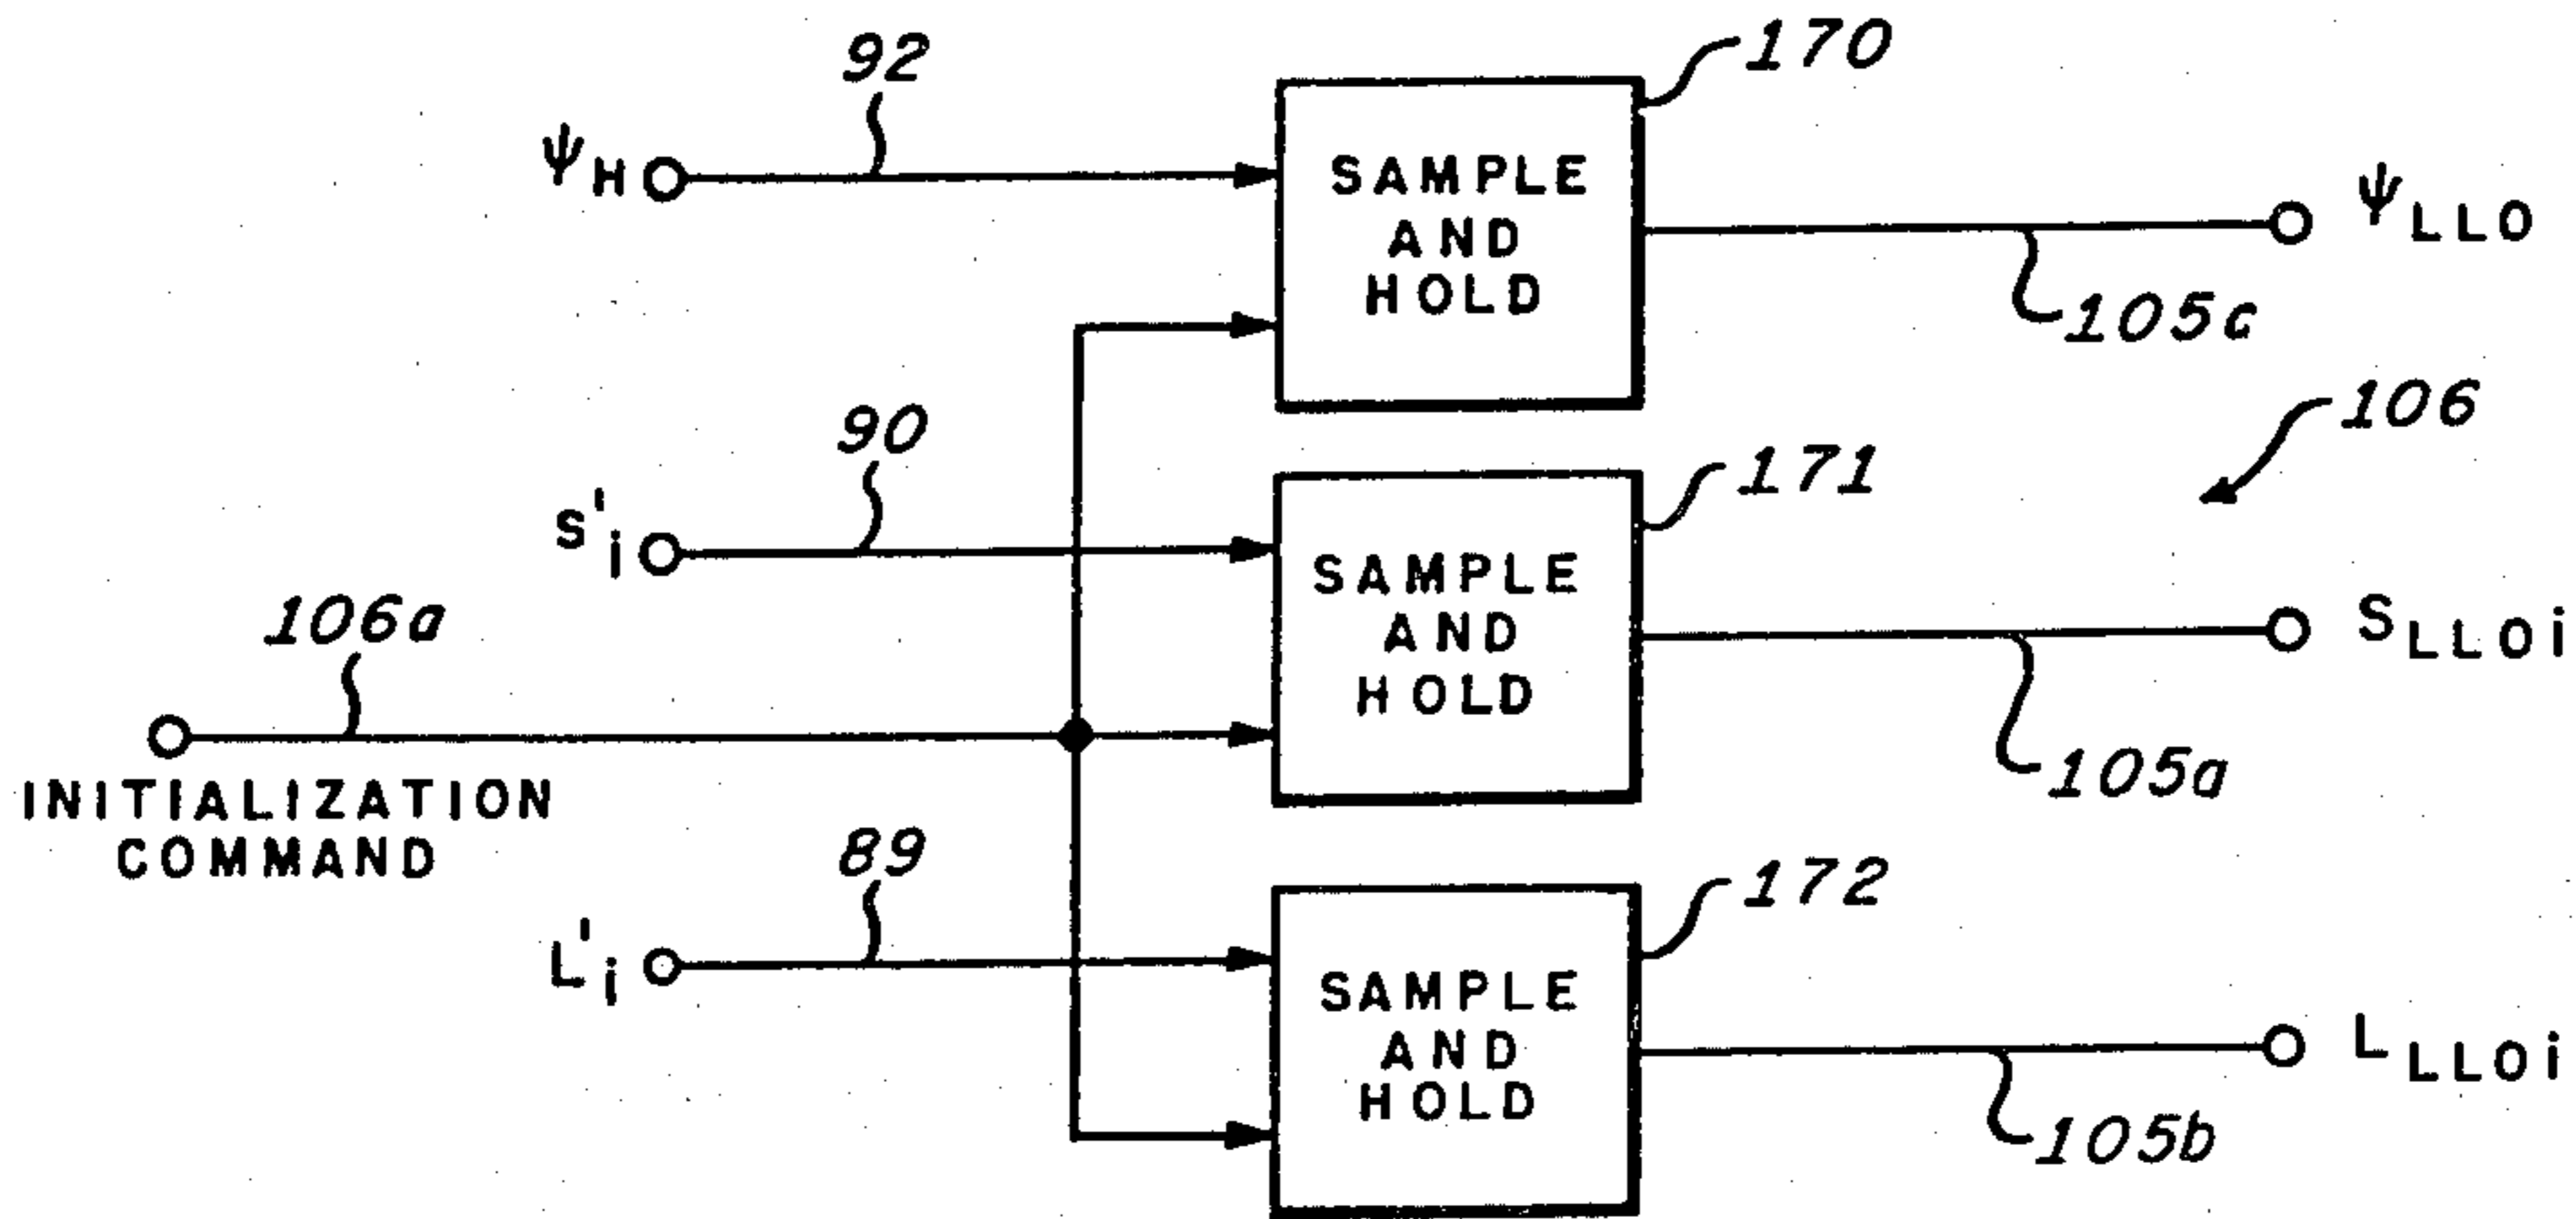 92
170
ψH
SAMPLE
AND
HOLD
ψLLO
105c
90
171
106
S'i
SAMPLE
AND
HOLD
SLLOi
106a
105a
INITIALIZATION
COMMAND
89
172
L'i
SAMPLE
AND
HOLD
LLLOi
105b